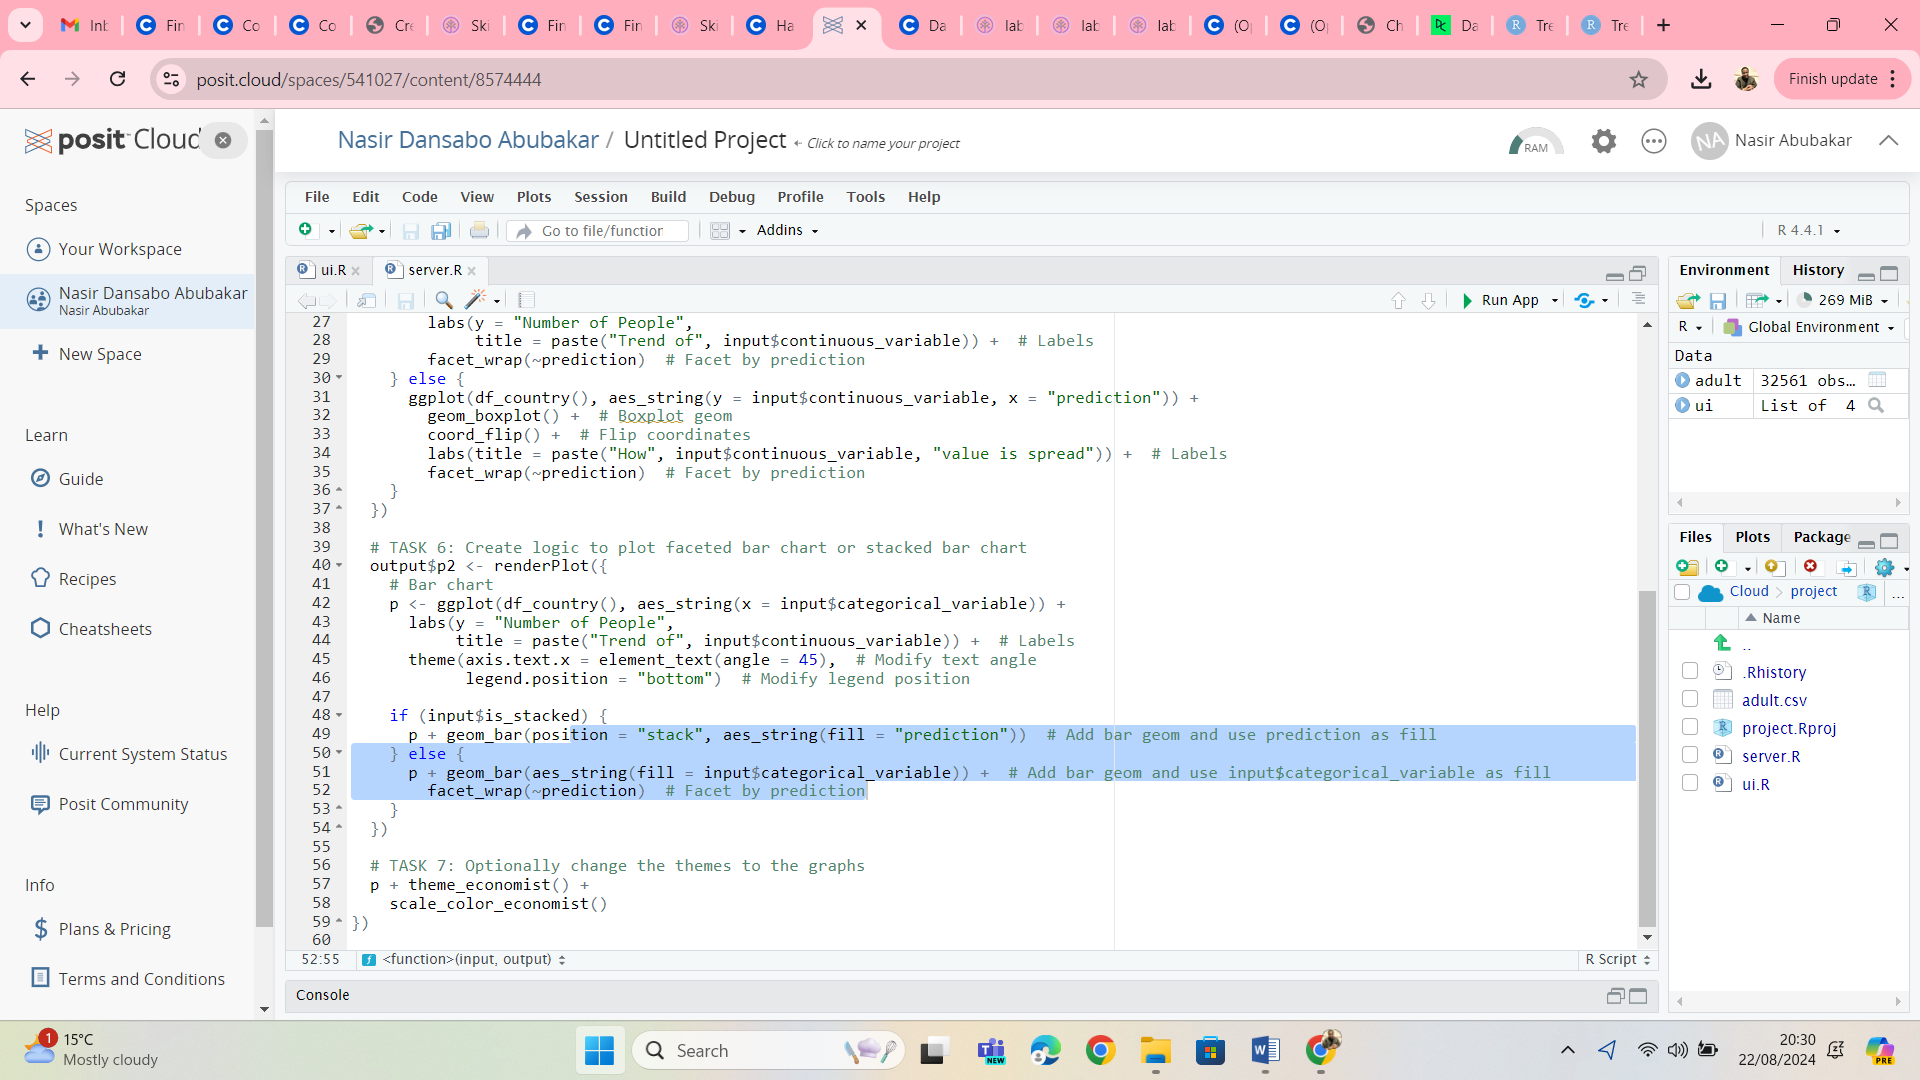 Inb
Fin
Co
Co
Cre
Ski
Fin
Fin
Ski
Ha
Da
lab
lab
lab
(O
(O
Ch
Da
Tre
Tre
posit.cloud/spaces/541027/content/8574444
Finish update
posit Cloud
Nasir Dansabo Abubakar / Untitled Project ← Click to name your project
RAM
NA Nasir Abubakar
Spaces
Your Workspace
Nasir Dansabo Abubakar
Nasir Abubakar
New Space
Learn
Guide
What's New
Recipes
Cheatsheets
Help
Current System Status
Posit Community
Info
Plans & Pricing
Terms and Conditions
File Edit Code View Plots Session Build Debug Profile Tools Help
Go to file/function Addins R 4.4.1
ui.R server.R
Run App
27 labs(y = "Number of People",
28 title = paste("Trend of", input$continuous_variable)) + # Labels
29 facet_wrap(~prediction) # Facet by prediction
30 } else {
31 ggplot(df_country(), aes_string(y = input$continuous_variable, x = "prediction")) +
32 geom_boxplot() + # Boxplot geom
33 coord_flip() + # Flip coordinates
34 labs(title = paste("How", input$continuous_variable, "value is spread")) + # Labels
35 facet_wrap(~prediction) # Facet by prediction
36 }
37 })
38
39 # TASK 6: Create logic to plot faceted bar chart or stacked bar chart
40 output$p2 <- renderPlot({
41 # Bar chart
42 p <- ggplot(df_country(), aes_string(x = input$categorical_variable)) +
43 labs(y = "Number of People",
44 title = paste("Trend of", input$continuous_variable)) + # Labels
45 theme(axis.text.x = element_text(angle = 45), # Modify text angle
46 legend.position = "bottom") # Modify legend position
47
48 if (input$is_stacked) {
49 p + geom_bar(position = "stack", aes_string(fill = "prediction")) # Add bar geom and use prediction as fill
50 } else {
51 p + geom_bar(aes_string(fill = input$categorical_variable)) + # Add bar geom and use input$categorical_variable as fill
52 facet_wrap(~prediction) # Facet by prediction
53 }
54 })
55
56 # TASK 7: Optionally change the themes to the graphs
57 p + theme_economist() +
58 scale_color_economist()
59 })
60
52:55 <function>(input, output) R Script
Console
Environment History
269 MiB
R Global Environment
Data
adult 32561 obs…
ui List of 4
Files Plots Package
Cloud project ...
Name
..
.Rhistory
adult.csv
project.Rproj
server.R
ui.R
1
15°C
Mostly cloudy
Search
NEW
PRE
20:30
22/08/2024